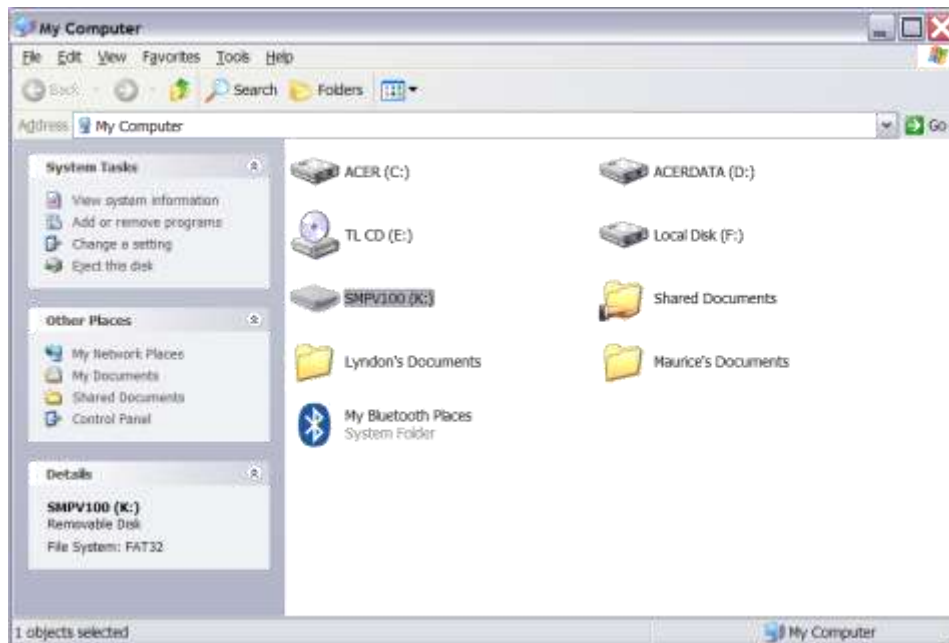 My Computer
File Edit View Favorites Tools Help
Back Search Folders
Address My Computer Go
System Tasks
View system information
Add or remove programs
Change a setting
Eject this disk
Other Places
My Network Places
My Documents
Shared Documents
Control Panel
Details
SMPV100 (K:)
Removable Disk
File System: FAT32
ACER (C:)
ACERDATA (D:)
TL CD (E:)
Local Disk (F:)
SMPV100 (K:)
Shared Documents
Lyndon's Documents
Maurice's Documents
My Bluetooth Places
System Folder
1 objects selected
My Computer